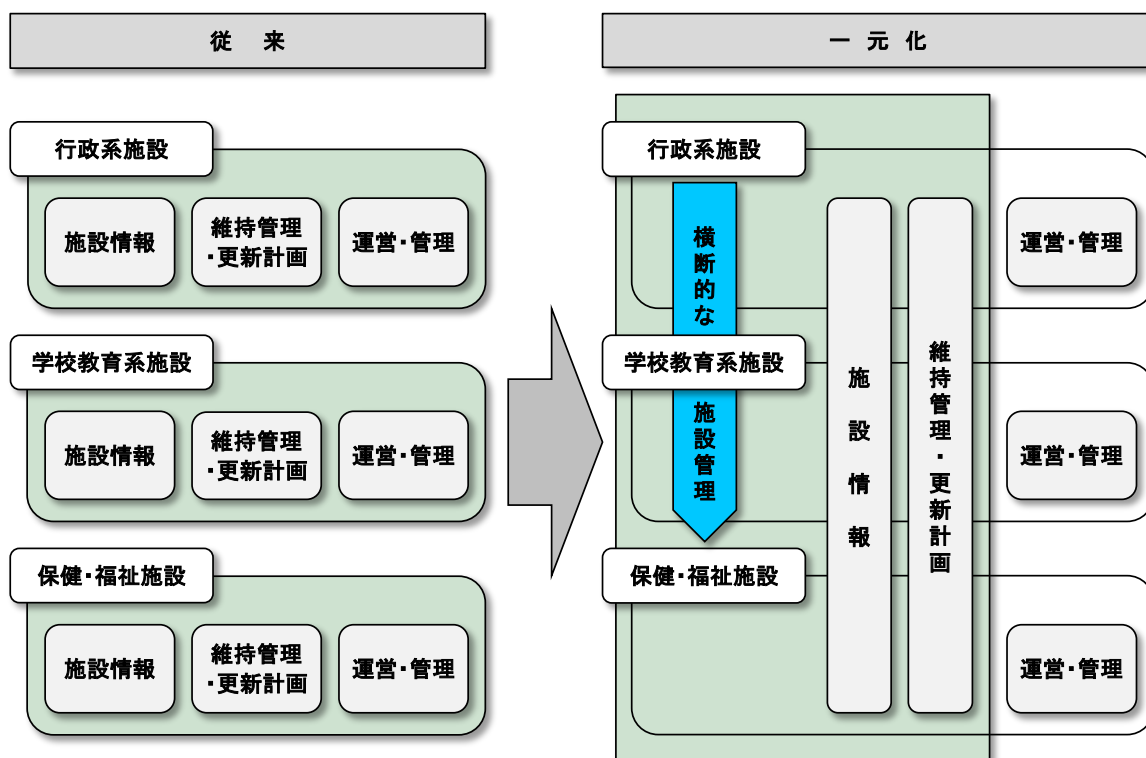 従 来
行政系施設
施設情報
維持管理
・更新計画
運営・管理
学校教育系施設
施設情報
維持管理
・更新計画
運営・管理
保健・福祉施設
施設情報
維持管理
・更新計画
運営・管理
一 元 化
行政系施設
学校教育系施設
保健・福祉施設
横断的な 施設管理
施設情報
維持管理・更新計画
運営・管理
運営・管理
運営・管理